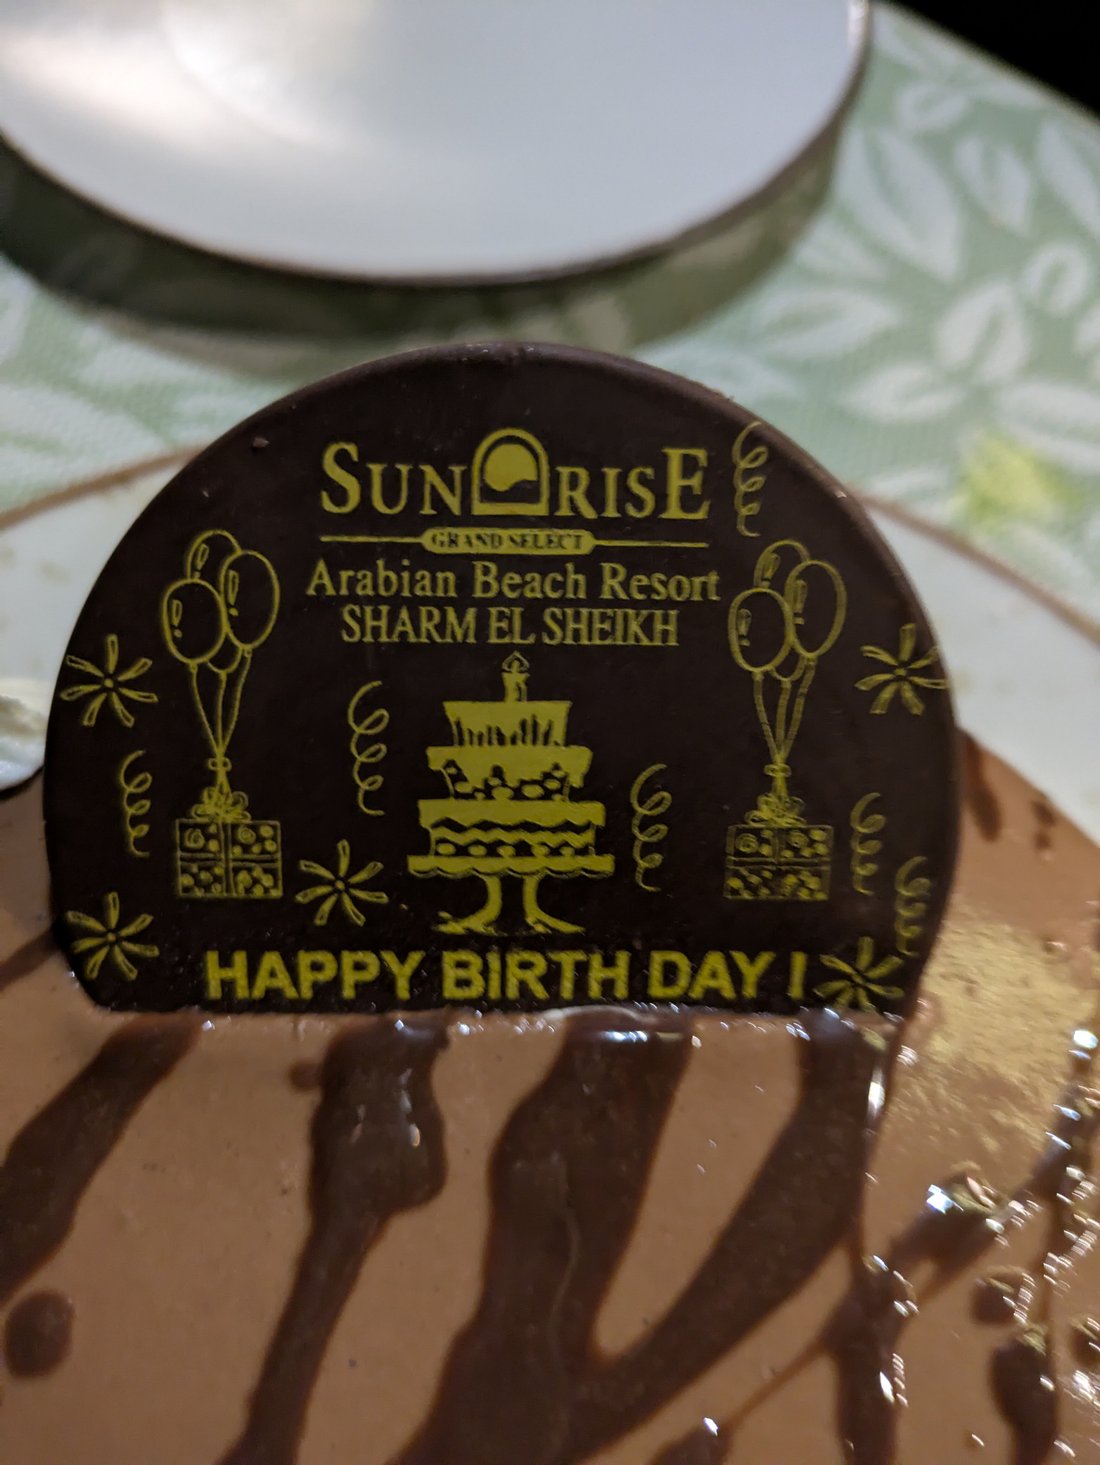 SUNRISE
GRAND SELECT
Arabian Beach Resort
SHARM EL SHEIKH
HAPPY BIRTH DAY !